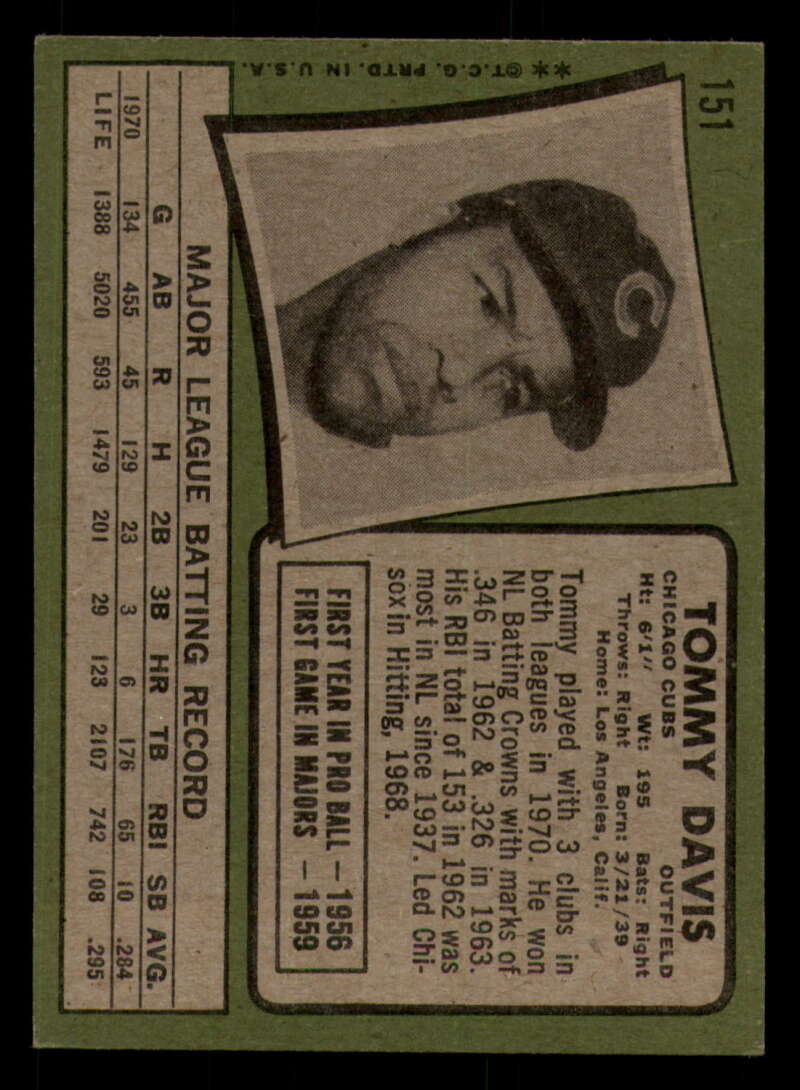 151
**©T.C.G. PRTD. IN U.S.A.
C
TOMMY DAVIS
CHICAGO CUBS OUTFIELD
Ht: 6'1" Wt: 195 Bats: Right
Throws: Right Born: 3/21/39
Home: Los Angeles, Calif.
Tommy played with 3 clubs in
both leagues in 1970. He won
NL Batting Crowns with marks of
.346 in 1962 & .326 in 1963.
His RBI total of 153 in 1962 was
most in NL since 1937. Led Chi-
sox in Hitting, 1968.
FIRST YEAR IN PRO BALL — 1956
FIRST GAME IN MAJORS — 1959
MAJOR LEAGUE BATTING RECORD
G AB R H 2B 3B HR TB RBI SB AVG.
1970 134 455 45 129 23 3 6 176 65 10 .284
LIFE 1388 5020 593 1479 201 29 123 2107 742 108 .295